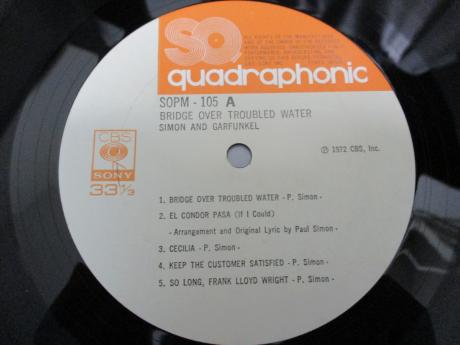 SQ
quadraphonic
SOPM - 105 A
BRIDGE OVER TROUBLED WATER
SIMON AND GARFUNKEL
CBS
SONY
33 1/3
℗ 1972 CBS, Inc.
1. BRIDGE OVER TROUBLED WATER - P. Simon -
2. EL CONDOR PASA (If I Could)
- Arrangement and Original Lyric by Paul Simon -
3. CECILIA - P. Simon -
4. KEEP THE CUSTOMER SATISFIED - P. Simon -
5. SO LONG, FRANK LLOYD WRIGHT - P. Simon -